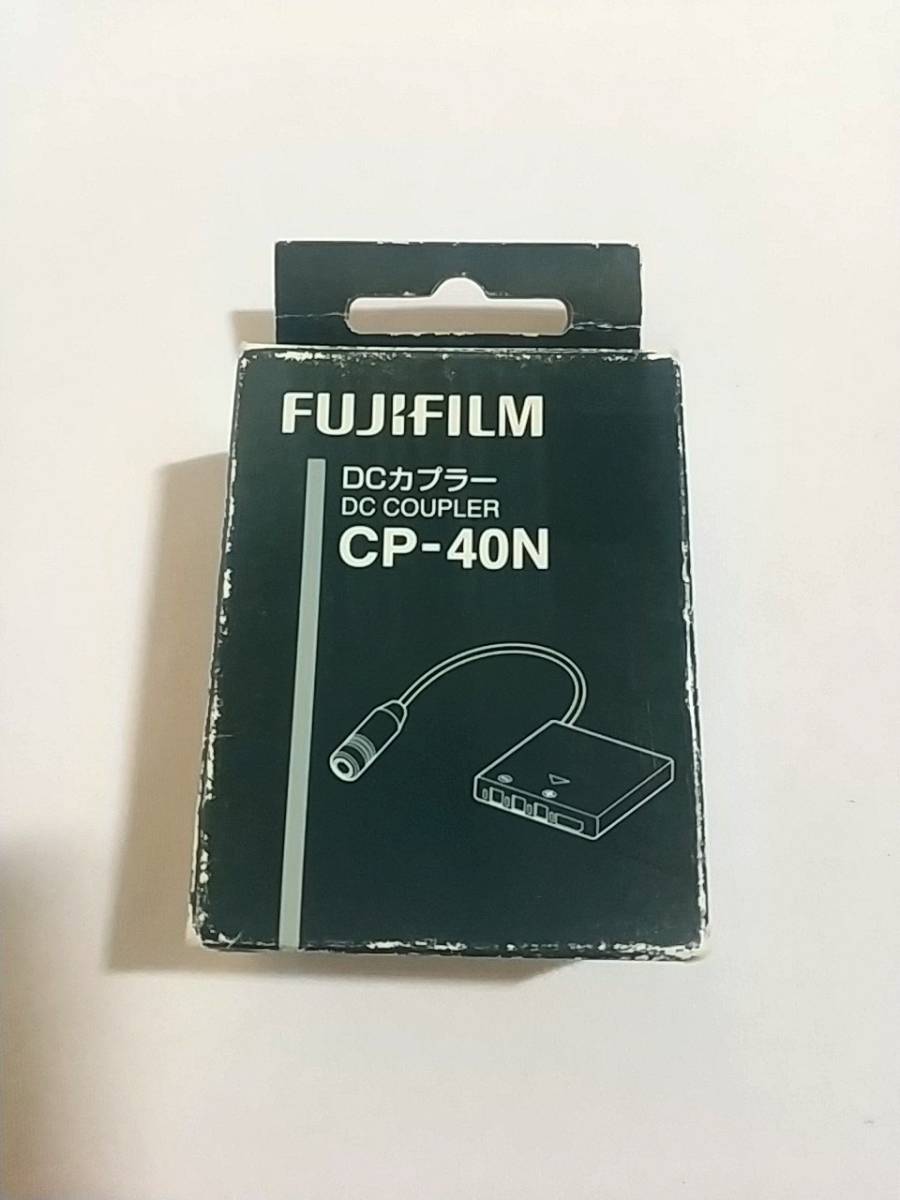 FUJIFILM
DCカプラー
DC COUPLER
CP-40N